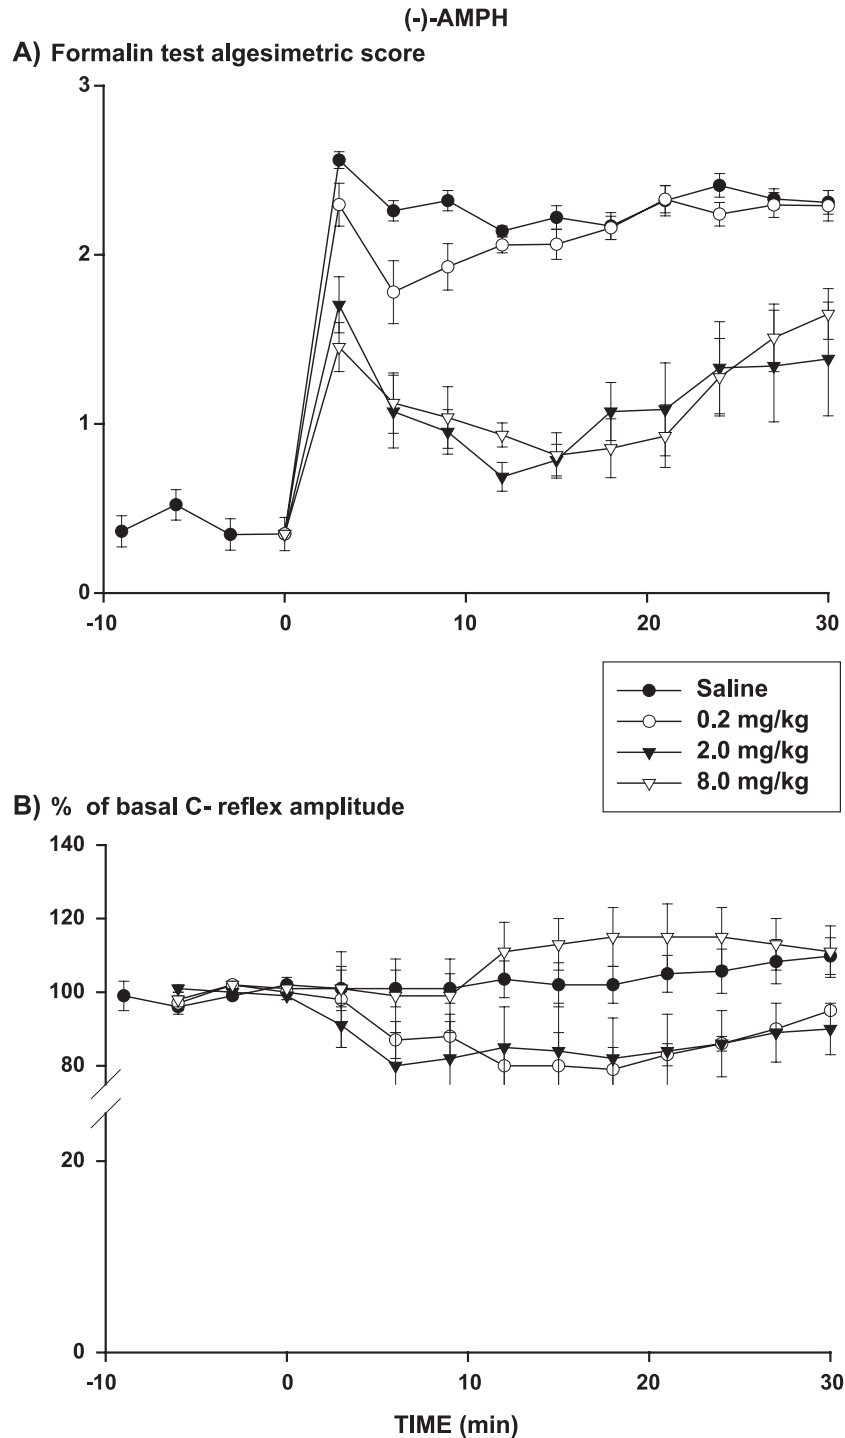 (-)-AMPH
A) Formalin test algesimetric score
3
2
1
0
-10 0 10 20 30
Saline
0.2 mg/kg
2.0 mg/kg
8.0 mg/kg
B) % of basal C- reflex amplitude
140
120
100
80
20
0
-10 0 10 20 30
TIME (min)